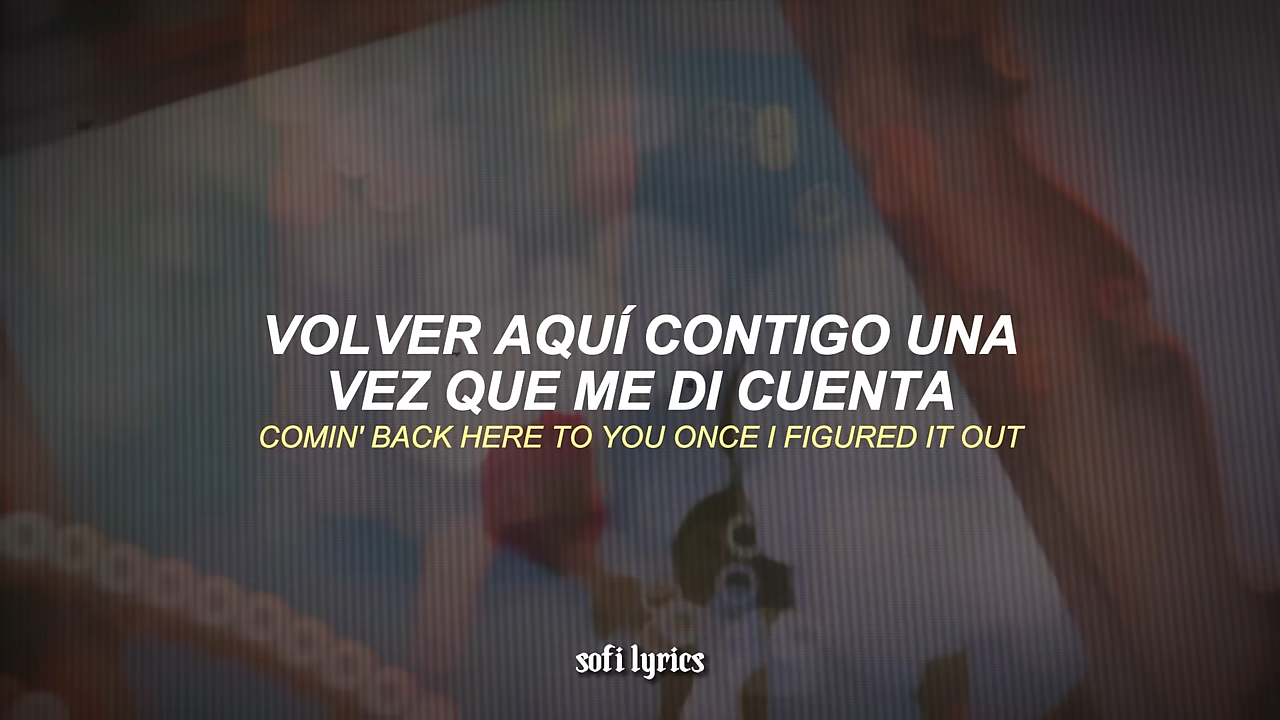 VOLVER AQUÍ CONTIGO UNA
VEZ QUE ME DI CUENTA
COMIN' BACK HERE TO YOU ONCE I FIGURED IT OUT
sofi lyrics